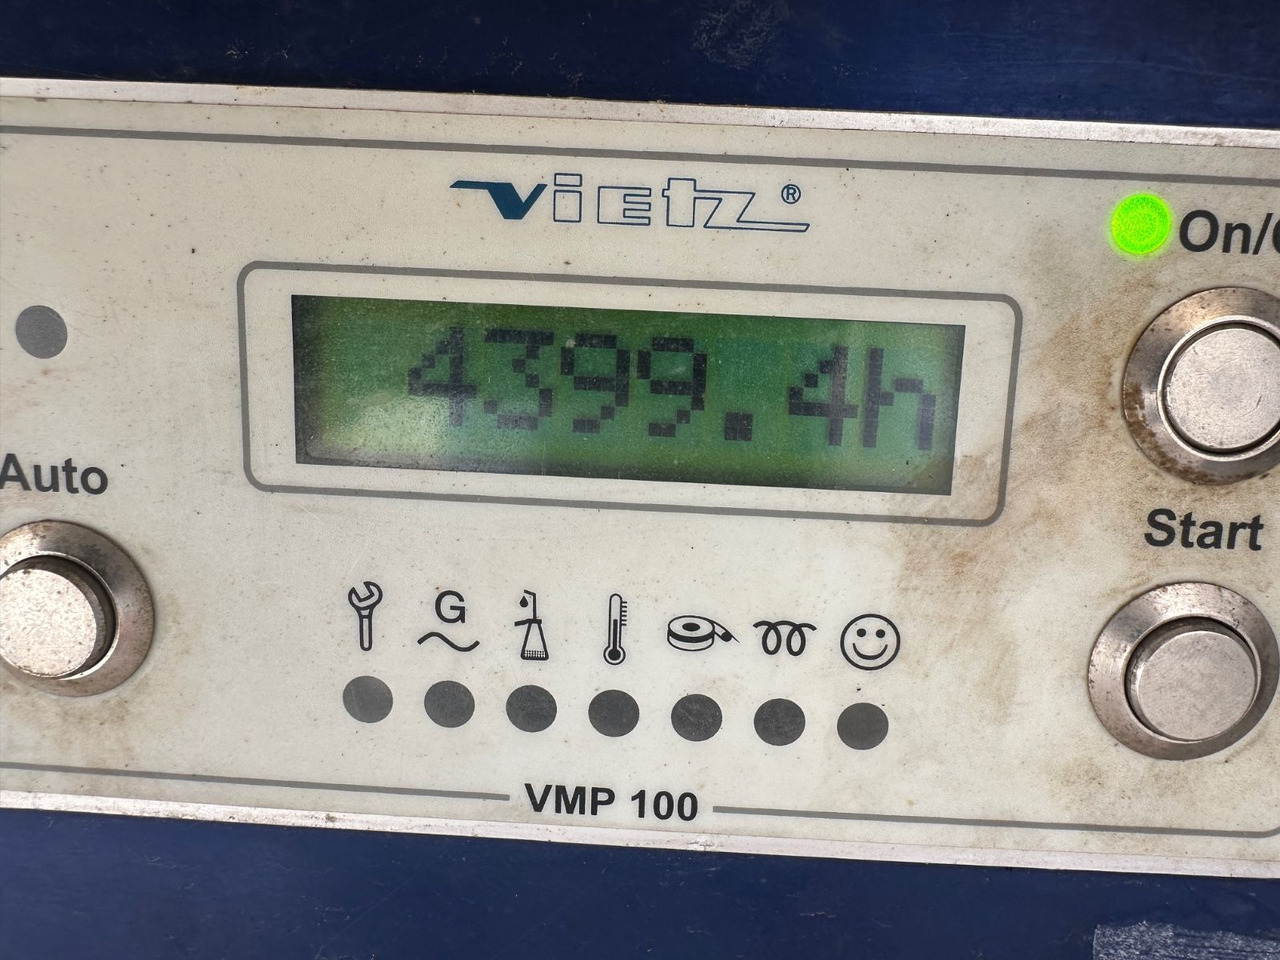 vietz®
On/
4399.4h
Auto
Start
G
VMP 100